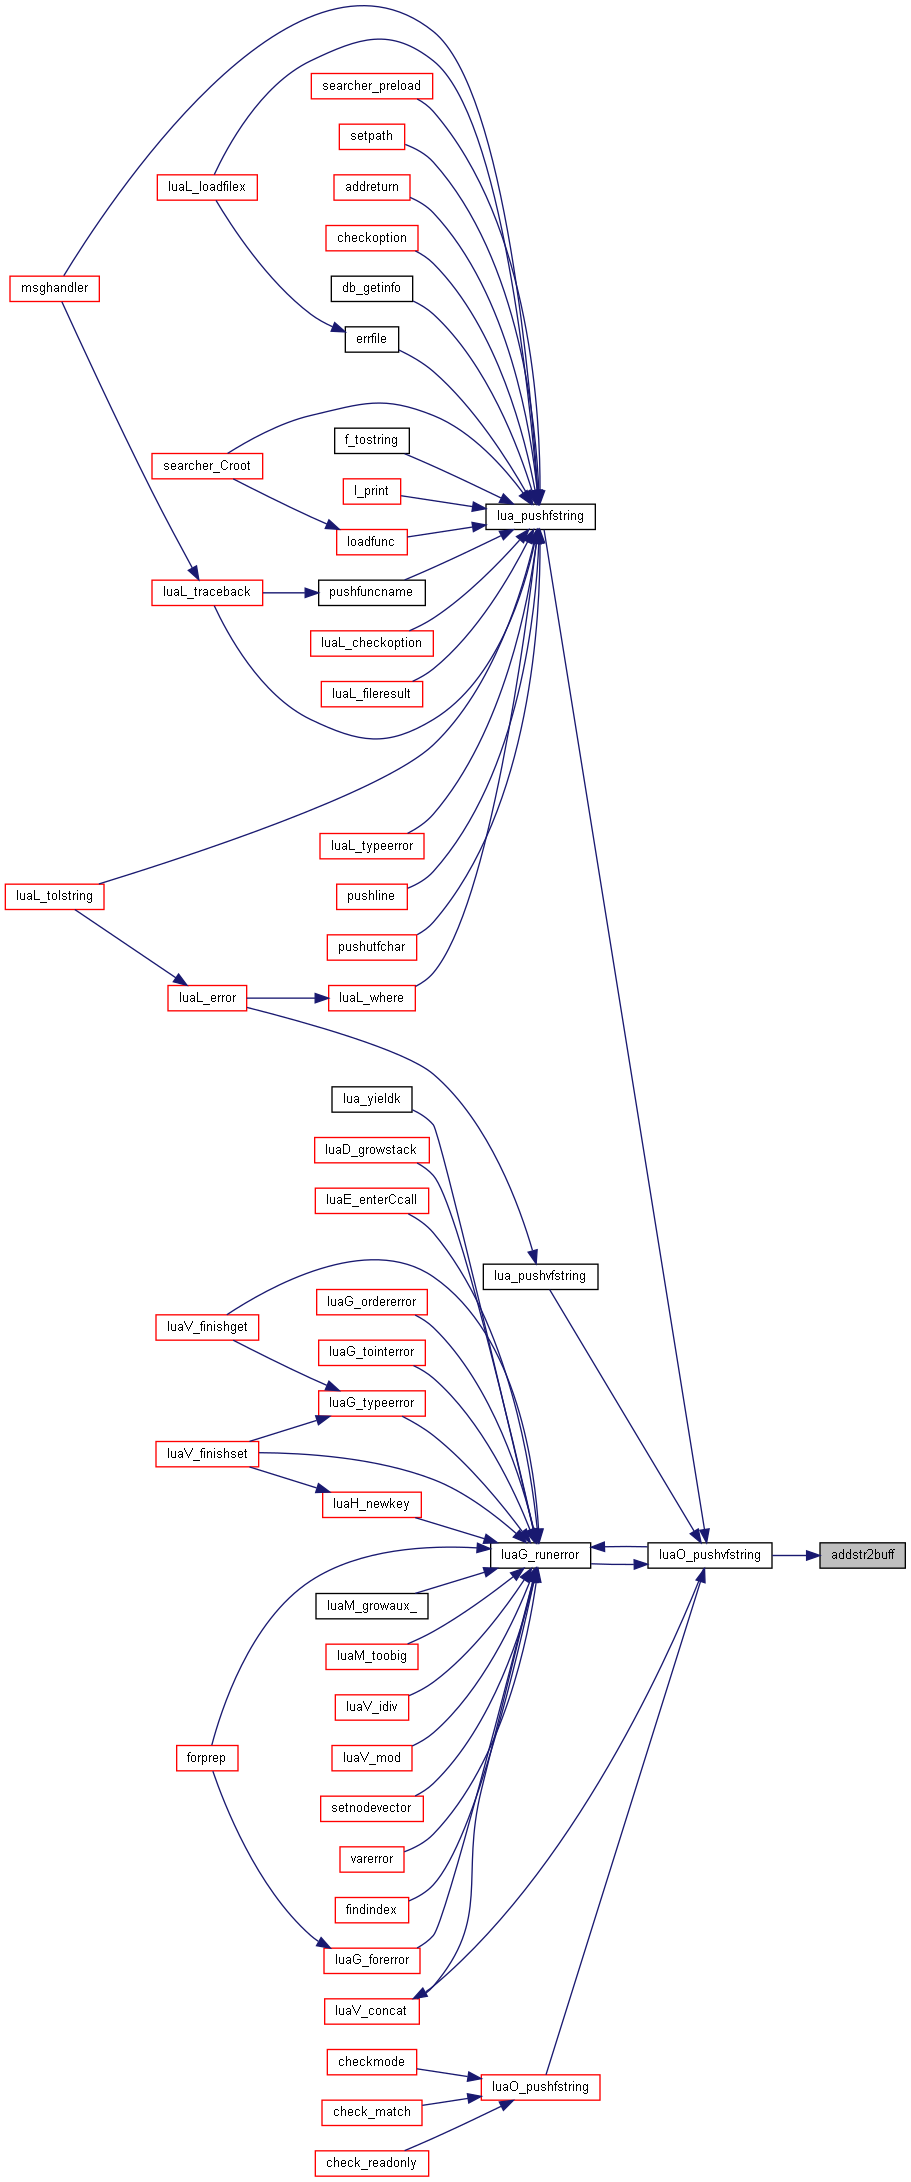 searcher_preload
setpath
luaL_loadfilex
addreturn
checkoption
msghandler
db_getinfo
errfile
f_tostring
searcher_Croot
l_print
lua_pushfstring
loadfunc
luaL_traceback
pushfuncname
luaL_checkoption
luaL_fileresult
luaL_typeerror
luaL_tolstring
pushline
pushutfchar
luaL_error
luaL_where
lua_yieldk
luaD_growstack
luaE_enterCcall
lua_pushvfstring
luaG_ordererror
luaV_finishget
luaG_tointerror
luaG_typeerror
luaV_finishset
luaH_newkey
luaG_runerror
luaO_pushvfstring
addstr2buff
luaM_growaux_
luaM_toobig
luaV_idiv
forprep
luaV_mod
setnodevector
varerror
findindex
luaG_forerror
luaV_concat
checkmode
luaO_pushfstring
check_match
check_readonly